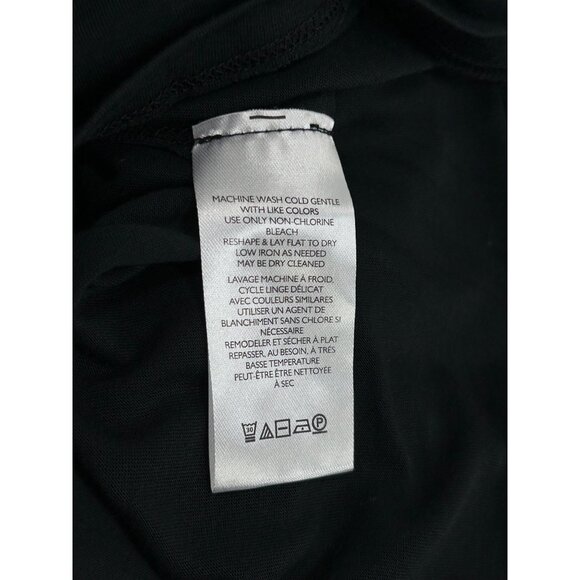 MACHINE WASH COLD GENTLE
WITH LIKE COLORS
USE ONLY NON-CHLORINE
BLEACH
RESHAPE & LAY FLAT TO DRY
LOW IRON AS NEEDED
MAY BE DRY CLEANED
LAVAGE MACHINE À FROID,
CYCLE LINGE DÉLICAT
AVEC COULEURS SIMILAIRES
UTILISER UN AGENT DE
BLANCHIMENT SANS CHLORE SI
NÉCESSAIRE
REMODELER ET SÉCHER À PLAT
REPASSER, AU BESOIN, À TRÈS
BASSE TEMPERATURE
PEUT-ÊTRE ÊTRE NETTOYÉE
À SEC
30 P